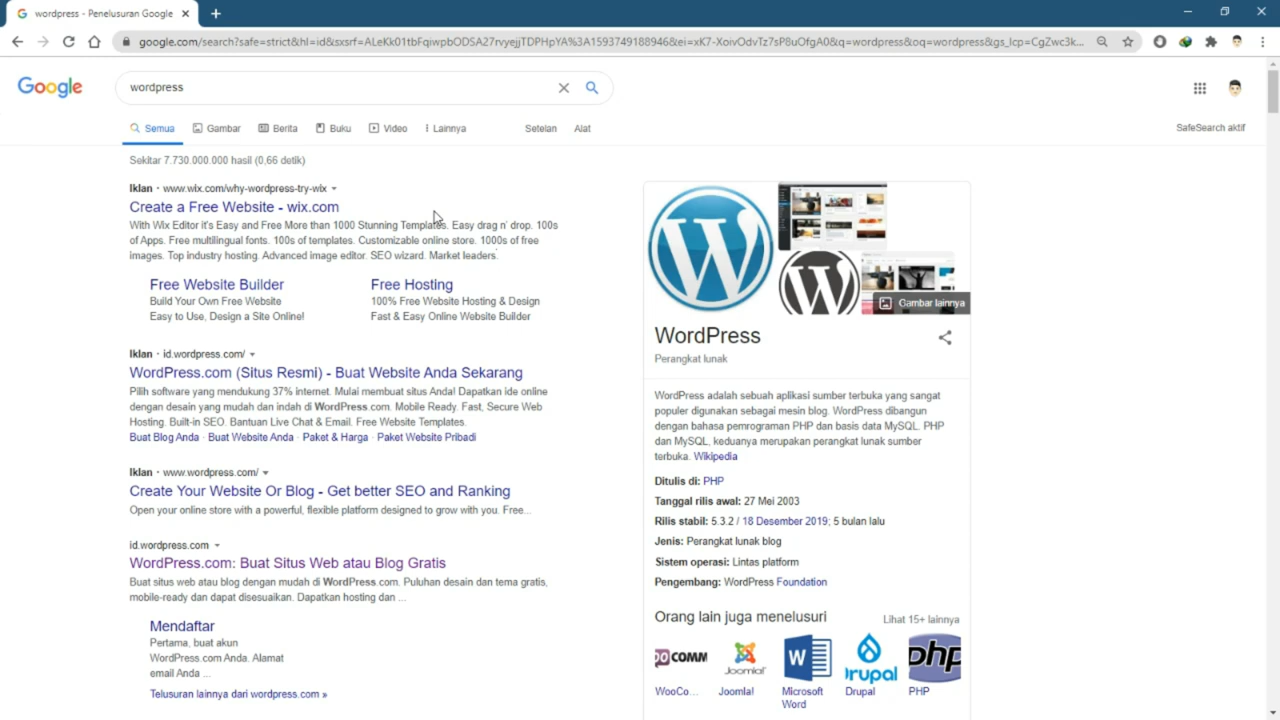 wordpress - Penelusuran Google
google.com/search?safe=strict&hl=id&sxsrf=ALeKk01tbFqiwpbODSA27rvyejjTDPHpYA%3A1593749188946&ei=xK7-XoivOdvTz7sP8uOfgA0&q=wordpress&oq=wordpress&gs_lcp=CgZwc3k...
Google
wordpress
Semua Gambar Berita Buku Video Lainnya Setelan Alat
SafeSearch aktif
Sekitar 7.730.000.000 hasil (0,66 detik)
Iklan · www.wix.com/why-wordpress-try-wix
Create a Free Website - wix.com
With Wix Editor it's Easy and Free More than 1000 Stunning Templates. Easy drag n' drop. 100s
of Apps. Free multilingual fonts. 100s of templates. Customizable online store. 1000s of free
images. Top industry hosting. Advanced image editor. SEO wizard. Market leaders.
Free Website Builder
Build Your Own Free Website
Easy to Use, Design a Site Online!
Free Hosting
100% Free Website Hosting & Design
Fast & Easy Online Website Builder
Iklan · id.wordpress.com/
WordPress.com (Situs Resmi) - Buat Website Anda Sekarang
Pilih software yang mendukung 37% internet. Mulai membuat situs Anda! Dapatkan ide online
dengan desain yang mudah dan indah di WordPress.com. Mobile Ready. Fast, Secure Web
Hosting. Built-in SEO. Bantuan Live Chat & Email. Free Website Templates.
Buat Blog Anda · Buat Website Anda · Paket & Harga · Paket Website Pribadi
Iklan · www.wordpress.com/
Create Your Website Or Blog - Get better SEO and Ranking
Open your online store with a powerful, flexible platform designed to grow with you. Free...
id.wordpress.com
WordPress.com: Buat Situs Web atau Blog Gratis
Buat situs web atau blog dengan mudah di WordPress.com. Puluhan desain dan tema gratis,
mobile-ready dan dapat disesuaikan. Dapatkan hosting dan ...
Mendaftar
Pertama, buat akun
WordPress.com Anda. Alamat
email Anda ...
Telusuran lainnya dari wordpress.com »
Gambar lainnya
WordPress
Perangkat lunak
WordPress adalah sebuah aplikasi sumber terbuka yang sangat
populer digunakan sebagai mesin blog. WordPress dibangun
dengan bahasa pemrograman PHP dan basis data MySQL. PHP
dan MySQL, keduanya merupakan perangkat lunak sumber
terbuka. Wikipedia
Ditulis di: PHP
Tanggal rilis awal: 27 Mei 2003
Rilis stabil: 5.3.2 / 18 Desember 2019; 5 bulan lalu
Jenis: Perangkat lunak blog
Sistem operasi: Lintas platform
Pengembang: WordPress Foundation
Orang lain juga menelusuri
Lihat 15+ lainnya
WooCo...
Joomla!
Microsoft
Word
Drupal
PHP